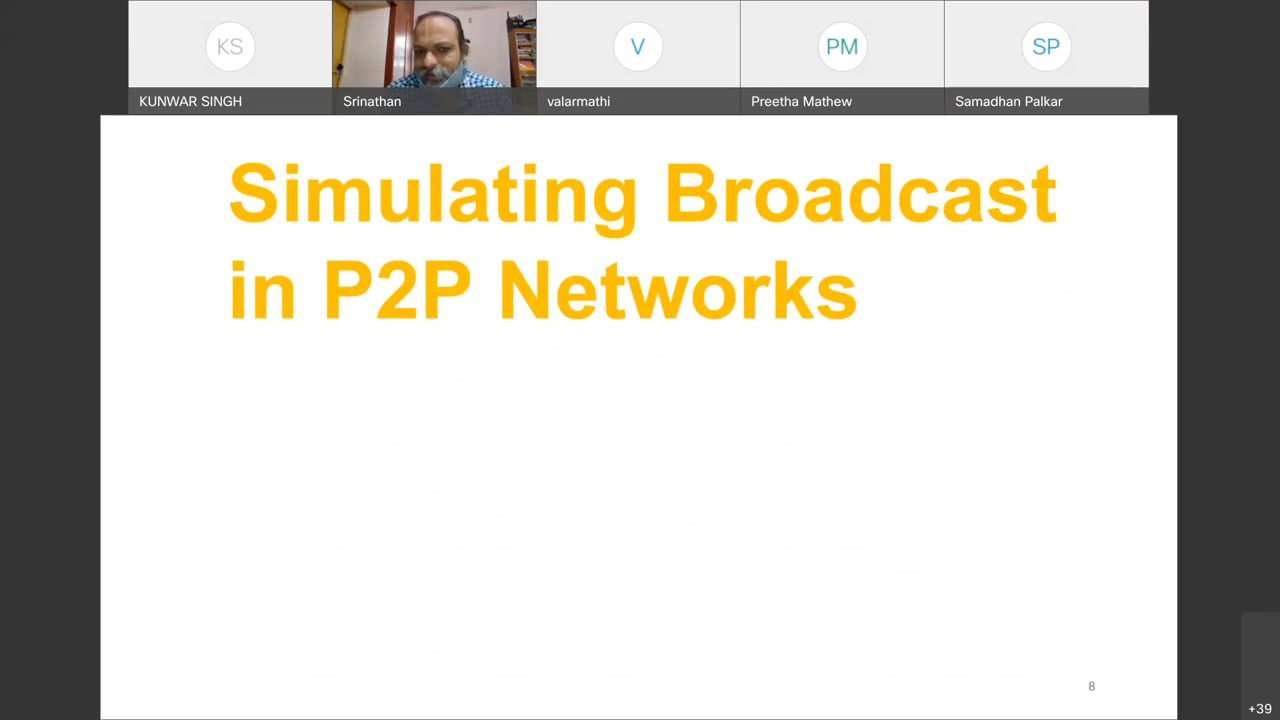 KS
V
PM
SP
KUNWAR SINGH
Srinathan
valarmathi
Preetha Mathew
Samadhan Palkar
Simulating Broadcast
in P2P Networks
8
+39